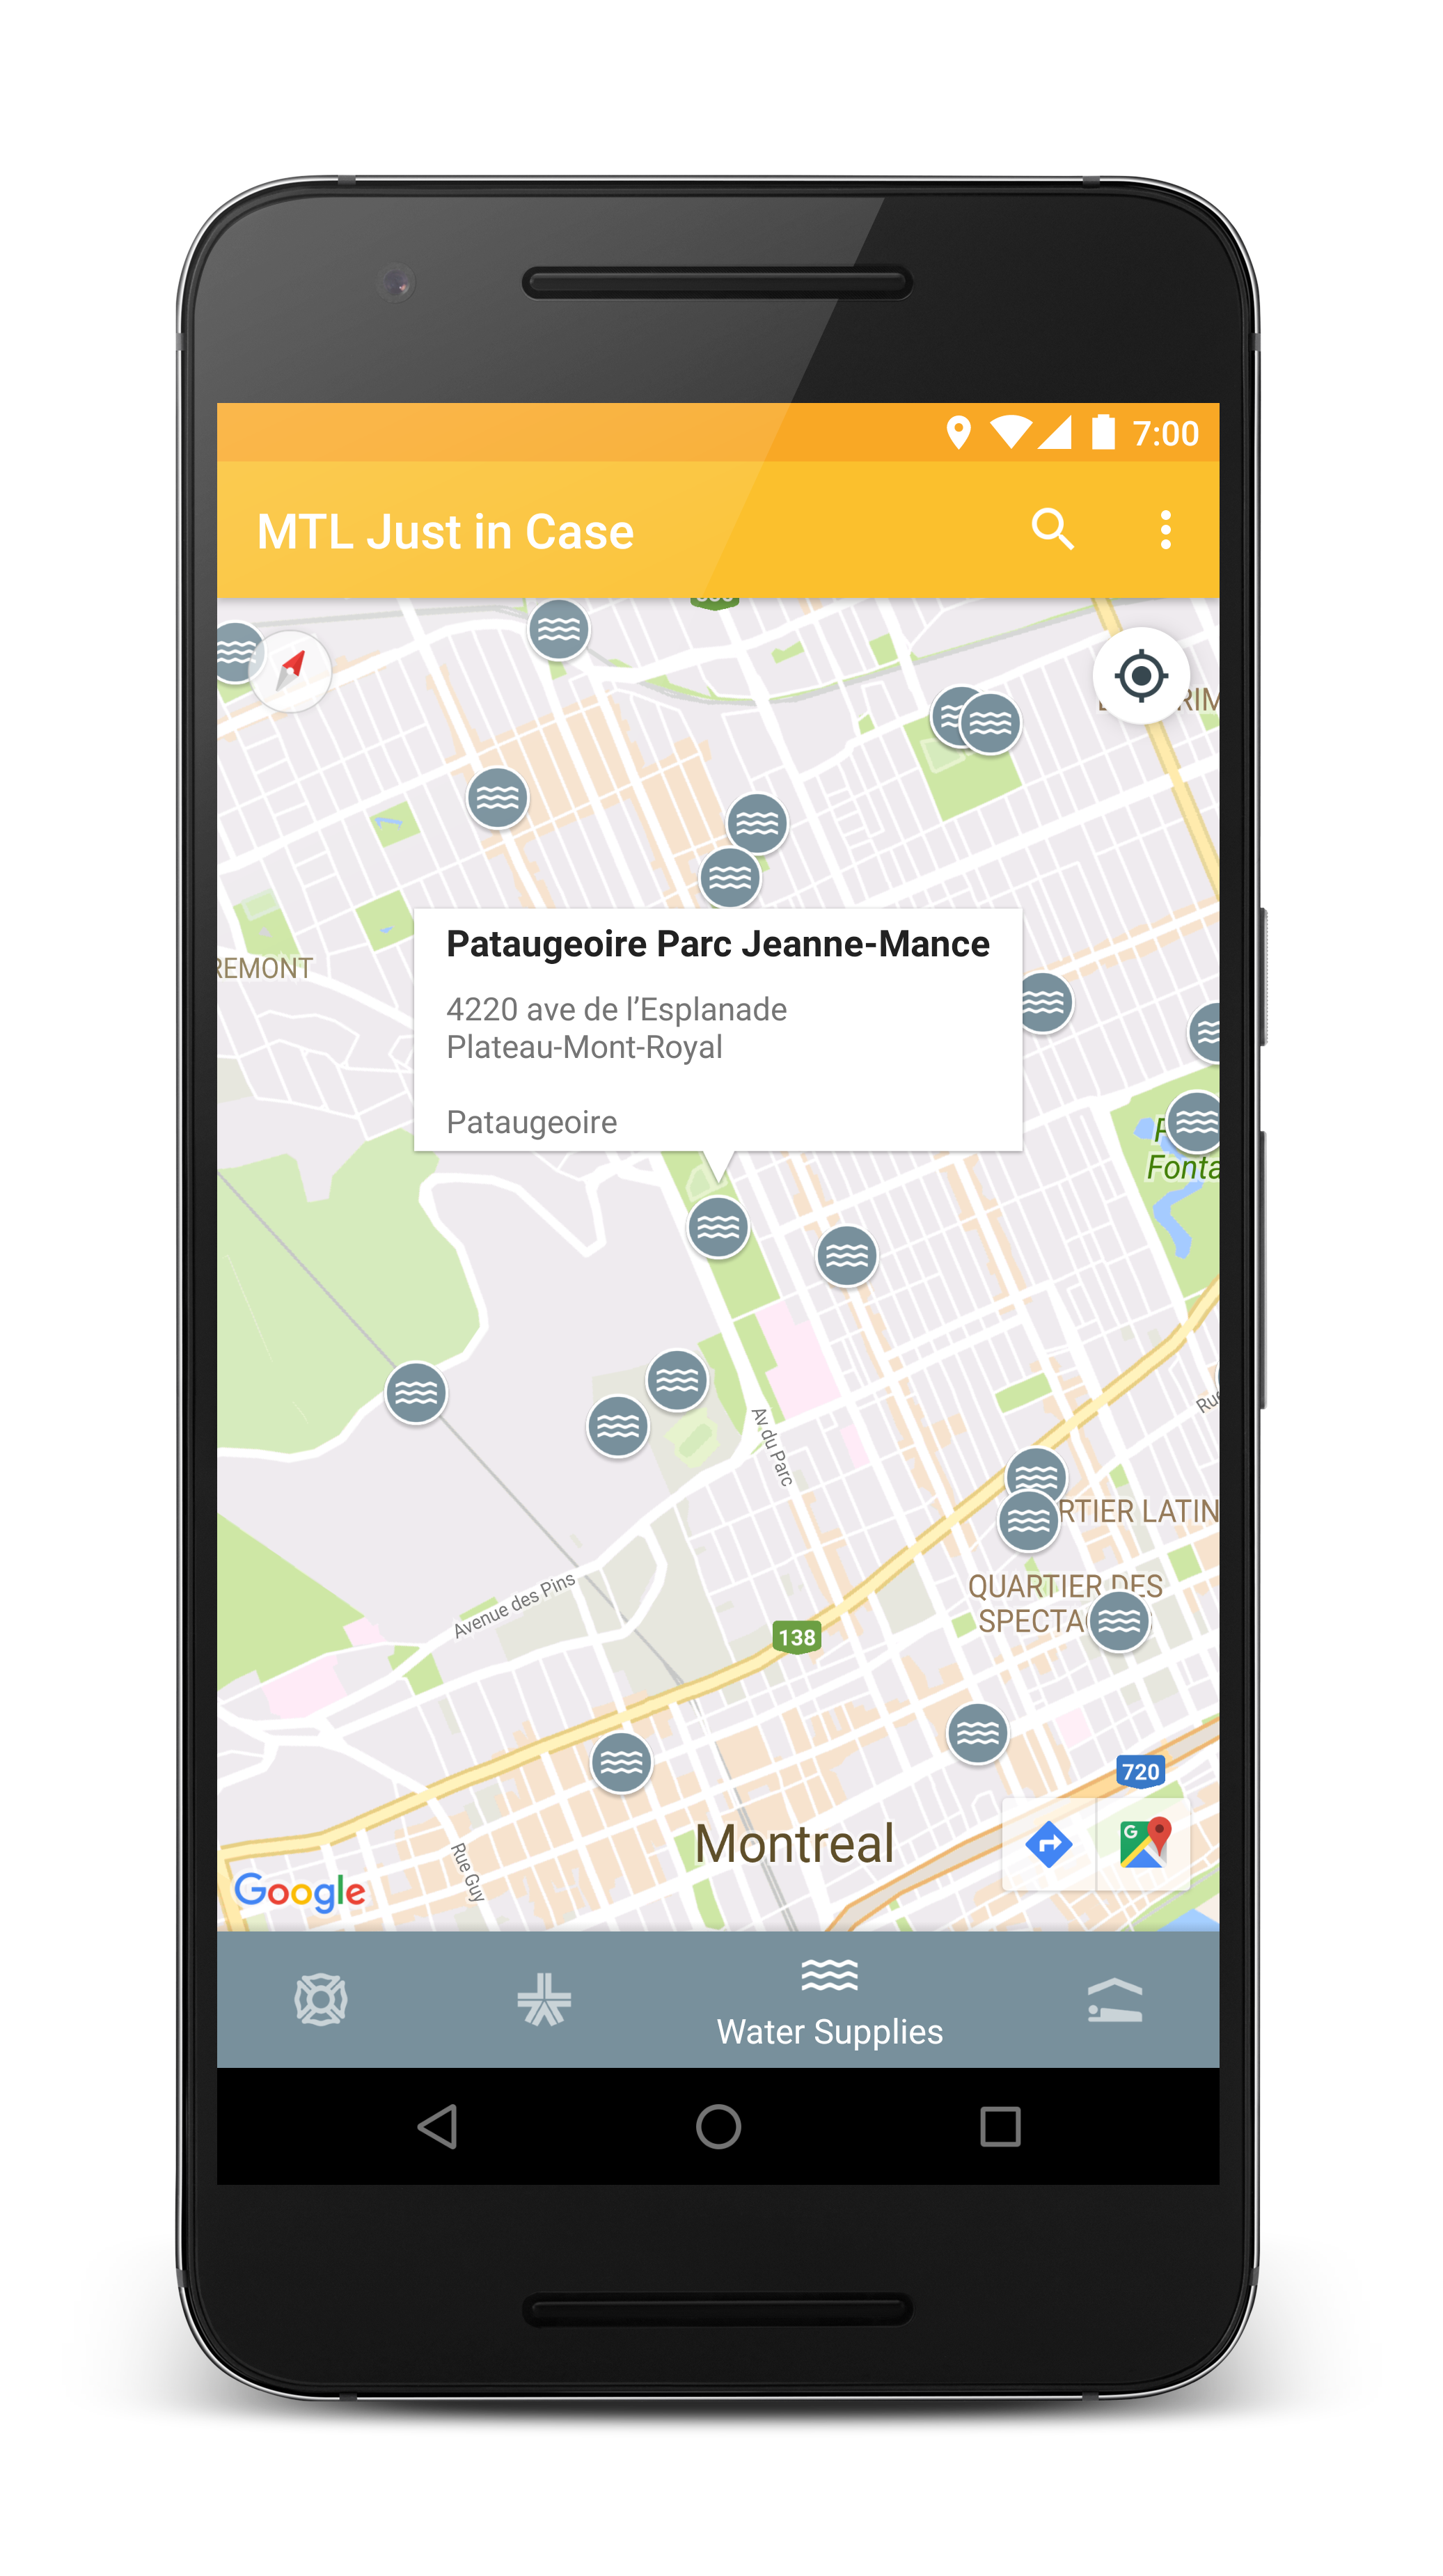 7:00
MTL Just in Case
REMONT
Pataugeoire Parc Jeanne-Mance
4220 ave de l’Esplanade
Plateau-Mont-Royal
Pataugeoire
Fonta
Av du Parc
RTIER LATIN
QUARTIER DES
SPECTA
Avenue des Pins
138
720
Montreal
Rue Guy
G
Google
Water Supplies